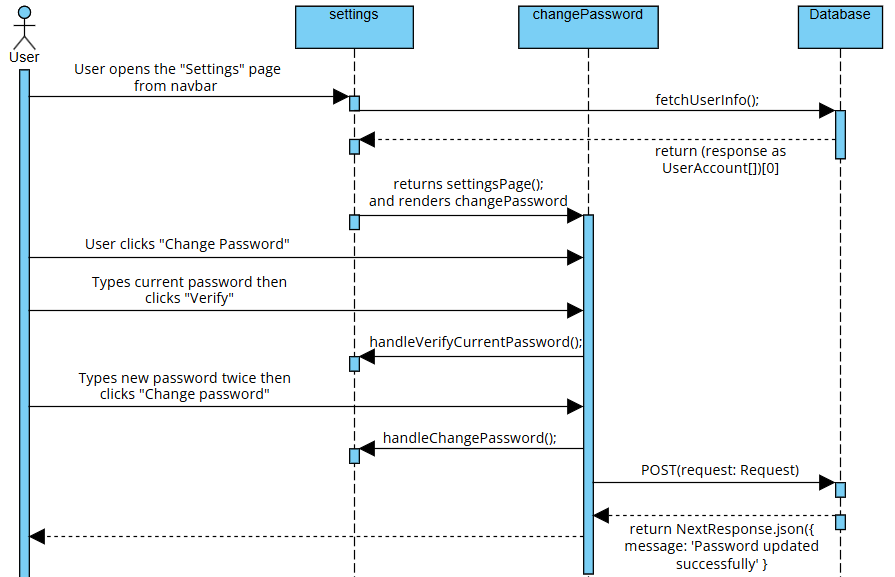 settings
changePassword
Database
User
User opens the "Settings" page
from navbar
fetchUserInfo();
return (response as
UserAccount[])[0]
returns settingsPage();
and renders changePassword
User clicks "Change Password"
Types current password then
clicks "Verify"
handleVerifyCurrentPassword();
Types new password twice then
clicks "Change password"
handleChangePassword();
POST(request: Request)
return NextResponse.json({
message: 'Password updated
successfully' }